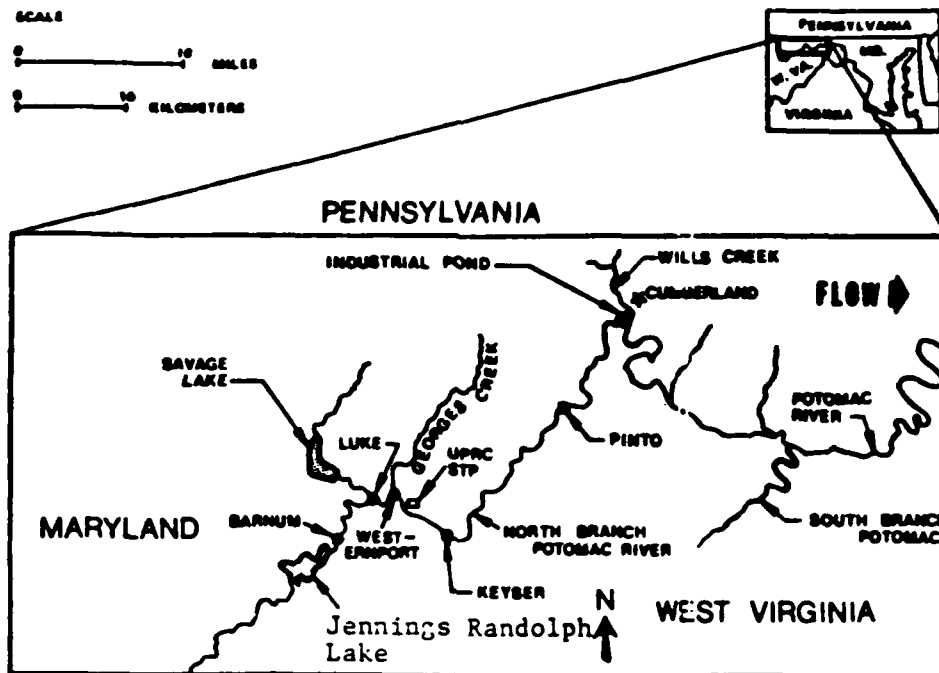 SCALE
0 10 MILES
0 10 KILOMETERS
PENNSYLVANIA
MD.
W. VA.
VIRGINIA
PENNSYLVANIA
INDUSTRIAL POND
WILLS CREEK
CUMBERLAND
FLOW
SAVAGE
LAKE
GEORGES CREEK
POTOMAC
RIVER
LUKE
UPRC
STP
PINTO
MARYLAND
BARNUM
WEST-
ERNPORT
NORTH BRANCH
POTOMAC RIVER
SOUTH BRANCH
POTOMAC
KEYSER
N
WEST VIRGINIA
Jennings Randolph
Lake